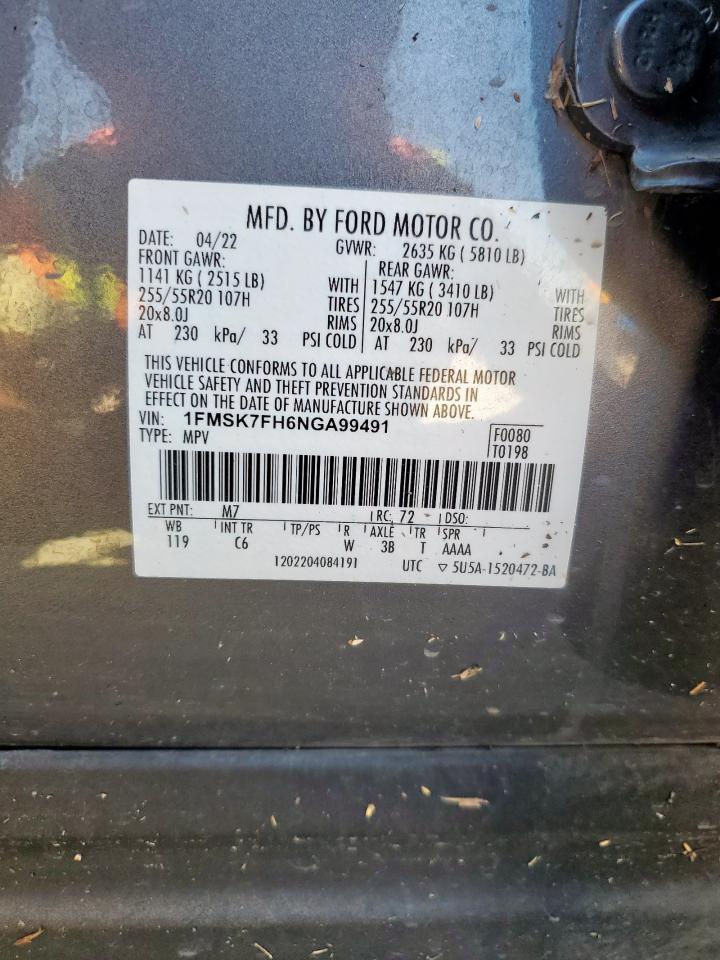 MFD. BY FORD MOTOR CO.
DATE: 04/22 GVWR: 2635 KG ( 5810 LB)
FRONT GAWR: REAR GAWR:
1141 KG ( 2515 LB) WITH 1547 KG ( 3410 LB) WITH
255/55R20 107H TIRES 255/55R20 107H TIRES
20x8.0J RIMS 20x8.0J RIMS
AT 230 kPa/ 33 PSI COLD AT 230 kPa/ 33 PSI COLD
THIS VEHICLE CONFORMS TO ALL APPLICABLE FEDERAL MOTOR
VEHICLE SAFETY AND THEFT PREVENTION STANDARDS IN
EFFECT ON THE DATE OF MANUFACTURE SHOWN ABOVE.
VIN: 1FMSK7FH6NGA99491
TYPE: MPV
F0080
T0198
EXT PNT: M7 RC: 72 DSO:
WB INT TR TP/PS R AXLE TR SPR
119 C6 W 3B T AAAA
1202204084191 UTC ▽ 5U5A-1520472-BA